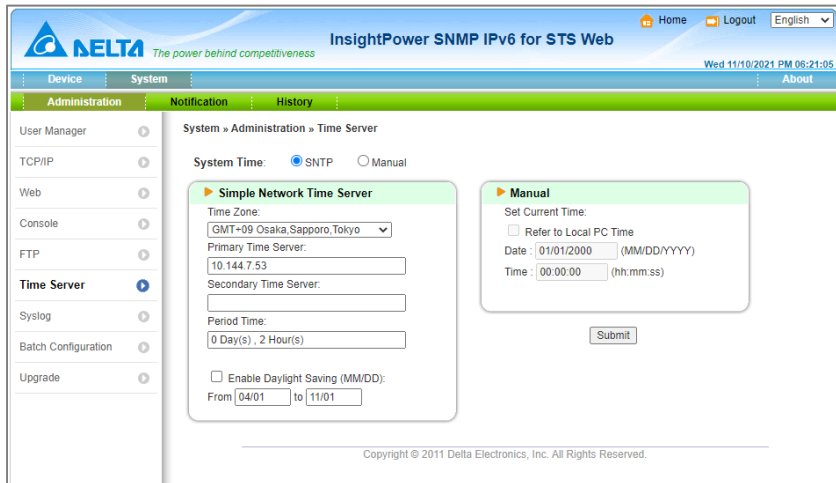 Home Logout English
DELTA The power behind competitiveness InsightPower SNMP IPv6 for STS Web
Wed 11/10/2021 PM 06:21:05
Device System About
Administration Notification History
User Manager
TCP/IP
Web
Console
FTP
Time Server
Syslog
Batch Configuration
Upgrade
System » Administration » Time Server
System Time: SNTP Manual
Simple Network Time Server
Time Zone:
GMT+09 Osaka,Sapporo,Tokyo
Primary Time Server:
10.144.7.53
Secondary Time Server:
Period Time:
0 Day(s) , 2 Hour(s)
Enable Daylight Saving (MM/DD):
From 04/01 to 11/01
Manual
Set Current Time:
Refer to Local PC Time
Date : 01/01/2000 (MM/DD/YYYY)
Time : 00:00:00 (hh:mm:ss)
Submit
Copyright © 2011 Delta Electronics, Inc. All Rights Reserved.